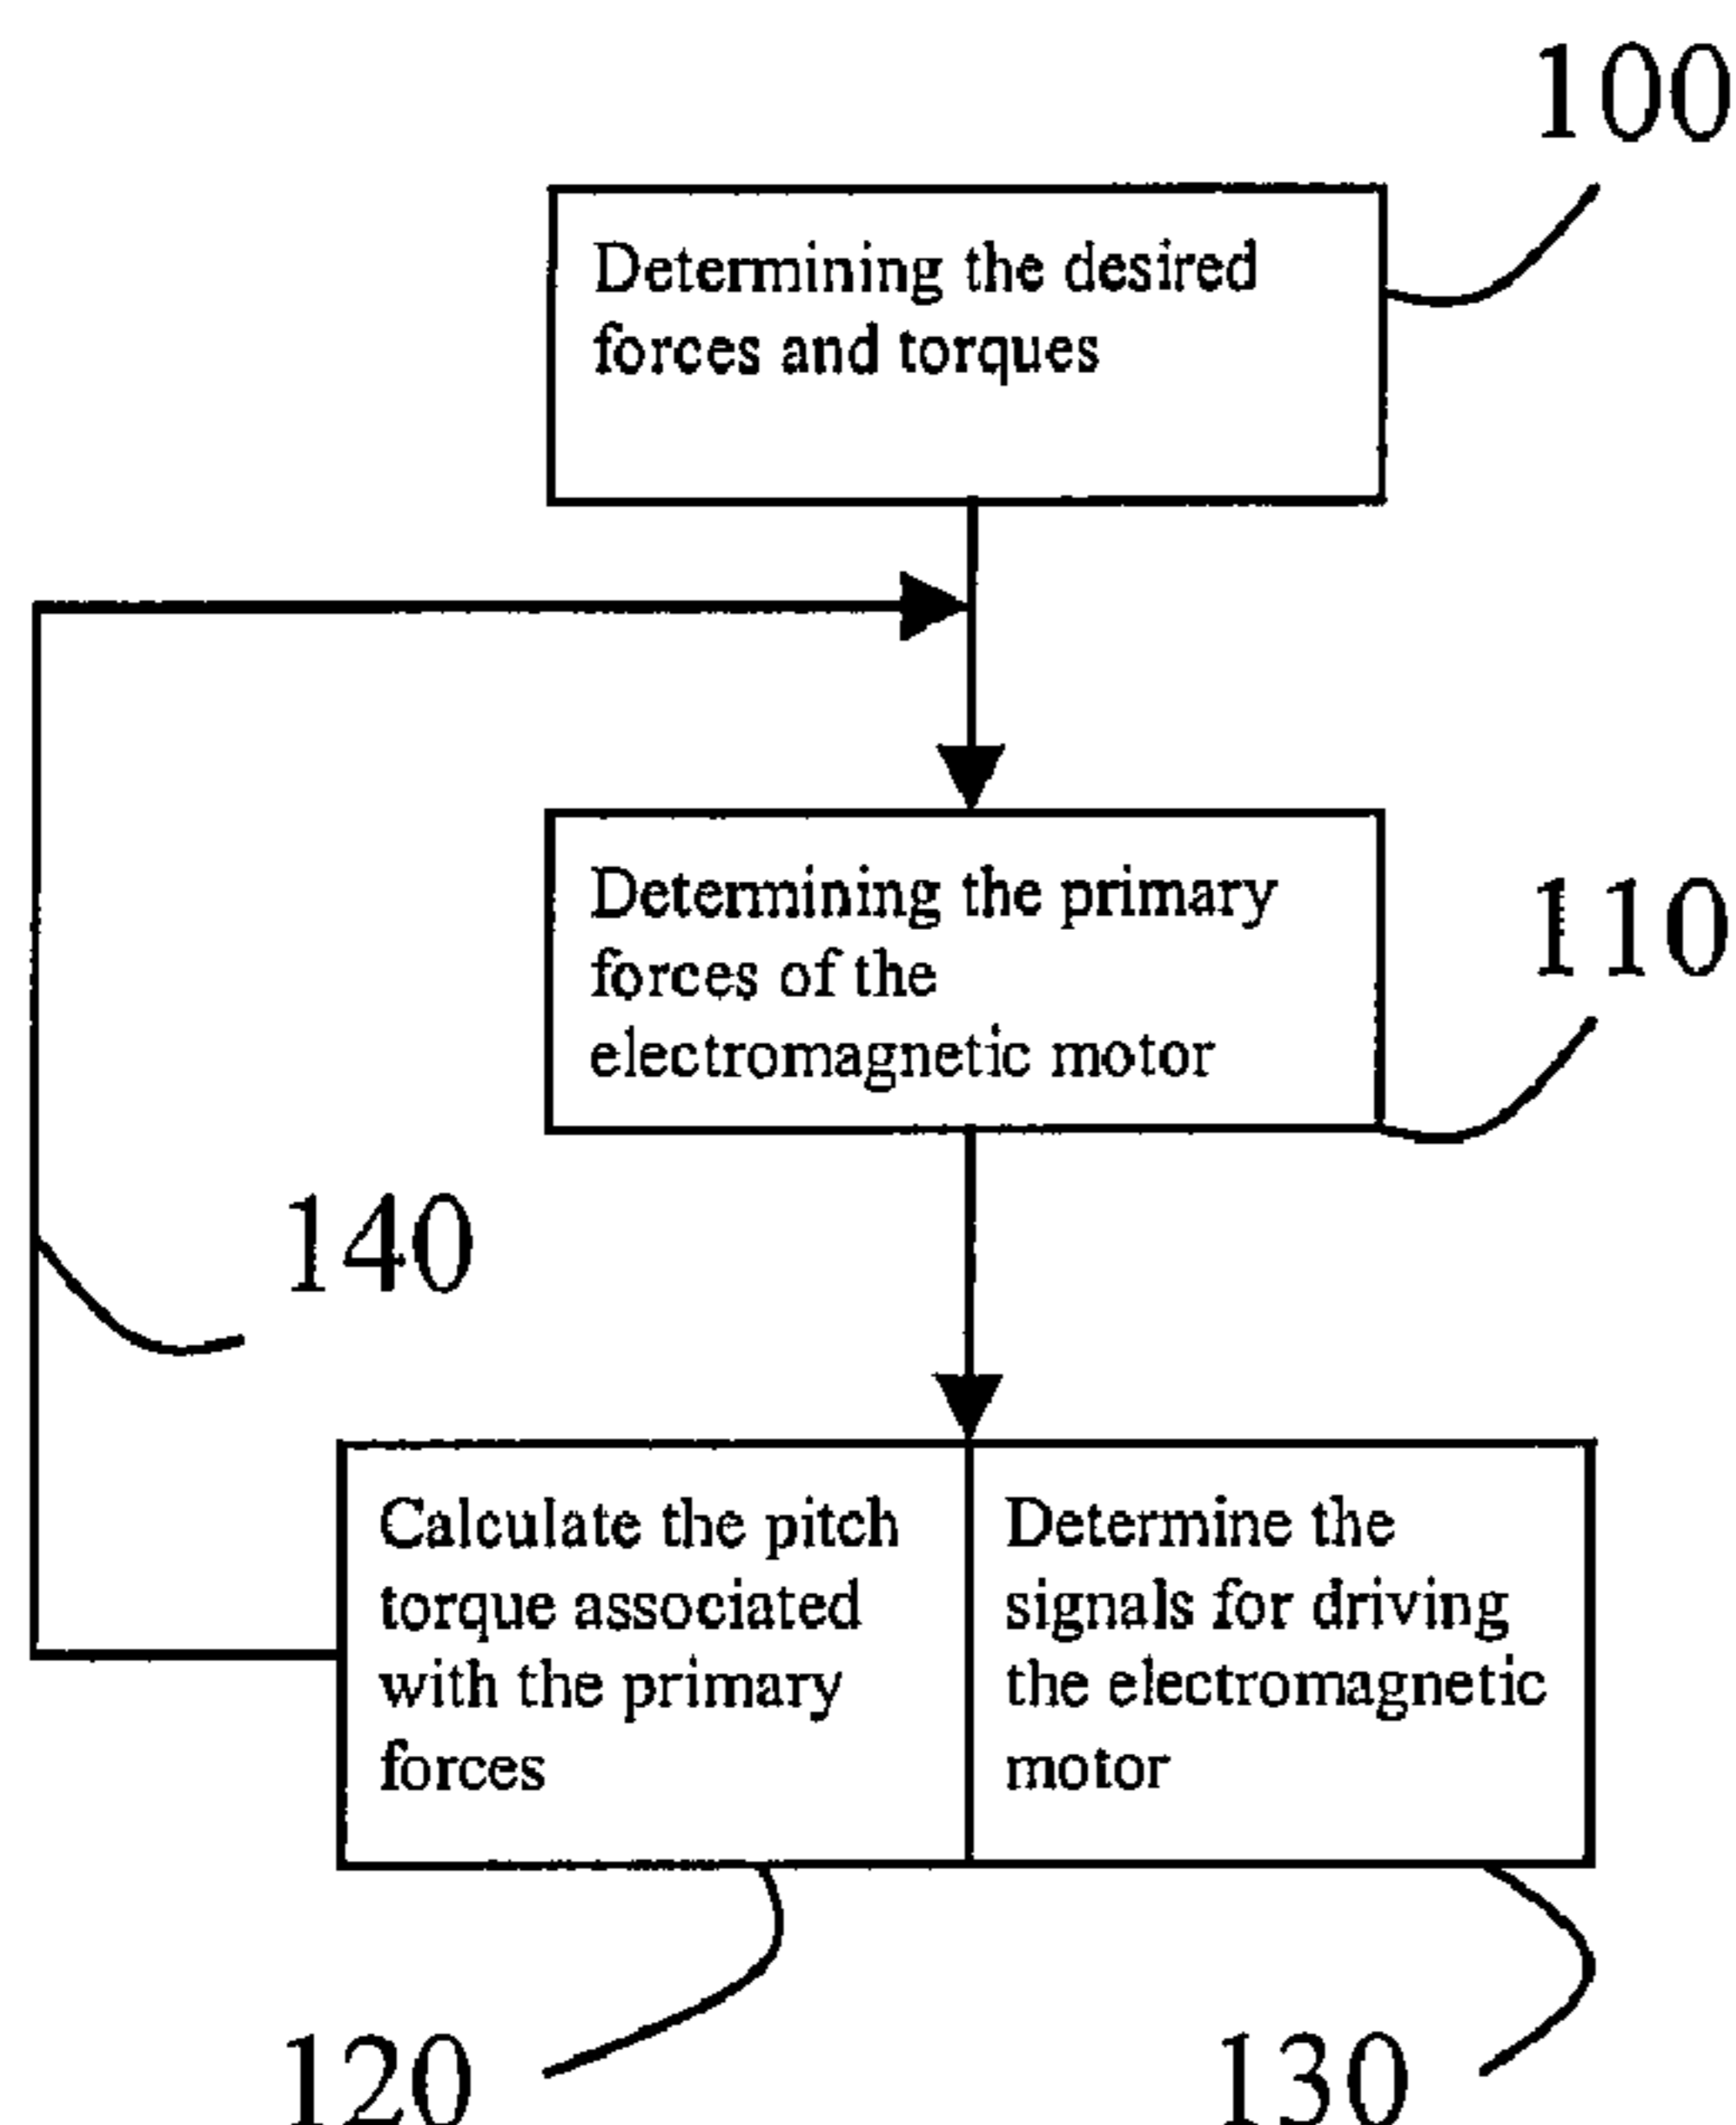 100
Determining the desired
forces and torques
Determining the primary
forces of the
electromagnetic motor
110
140
Calculate the pitch
torque associated
with the primary
forces
Determine the
signals for driving
the electromagnetic
motor
120
130